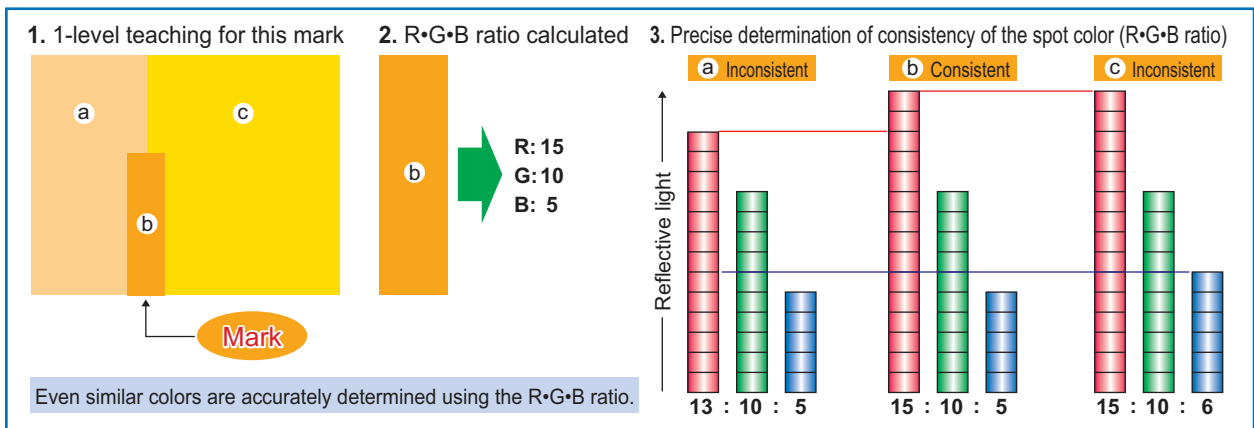 1. 1-level teaching for this mark
a
c
b
Mark
Even similar colors are accurately determined using the R•G•B ratio.
2. R•G•B ratio calculated
b
R: 15
G: 10
B: 5
3. Precise determination of consistency of the spot color (R•G•B ratio)
a Inconsistent
b Consistent
c Inconsistent
Reflective light
13 : 10 : 5
15 : 10 : 5
15 : 10 : 6